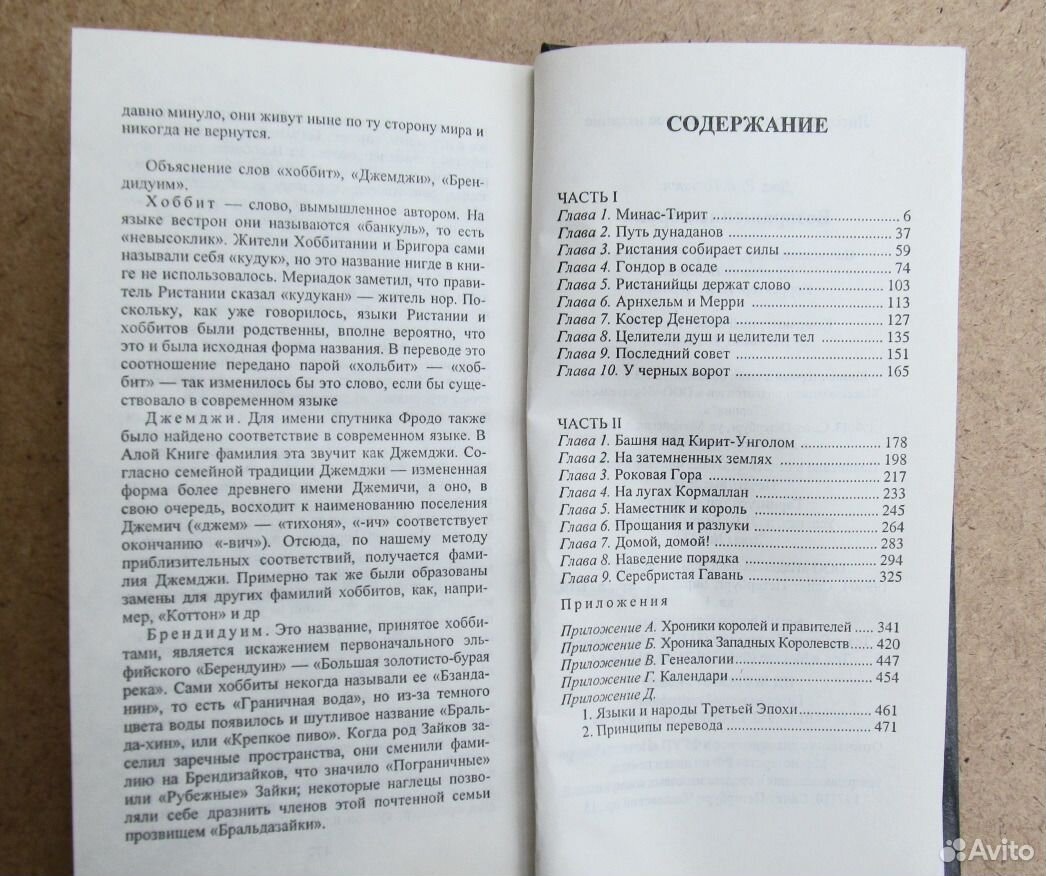 давно минуло, они живут ныне по ту сторону мира и
никогда не вернутся.
Объяснение слов «хоббит», «Джемджи», «Брен-
дидуим».
Хоббит — слово, вымышленное автором. На
языке вестрон они называются «банкуль», то есть
«невысоклик». Жители Хоббитании и Бригора сами
называли себя «кудук», но это название нигде в кни-
ге не использовалось. Мериадок заметил, что прави-
тель Ристании сказал «кудукан» — житель нор. По-
скольку, как уже говорилось, языки Ристании и
хоббитов были родственны, вполне вероятно, что
это и была исходная форма названия. В переводе это
соотношение передано парой «хольбит» — «хоб-
бит» — так изменилось бы это слово, если бы суще-
ствовало в современном языке
Джемджи. Для имени спутника Фродо также
было найдено соответствие в современном языке. В
Алой Книге фамилия эта звучит как Джемджи. Со-
гласно семейной традиции Джемджи — измененная
форма более древнего имени Джемичи, а оно, в
свою очередь, восходит к наименованию поселения
Джемич («джем» — «тихоня», «-ич» соответствует
окончанию «-вич»). Отсюда, по нашему методу
приблизительных соответствий, получается фами-
лия Джемджи. Примерно так же были образованы
замены для других фамилий хоббитов, как, напри-
мер, «Коттон» и др
Брендидуим. Это название, принятое хобби-
тами, является искажением первоначального эль-
фийского «Берендуин» — «Большая золотисто-бурая
река». Сами хоббиты некогда называли ее «Бзанда-
нин», то есть «Граничная вода», но из-за темного
цвета воды появилось и шутливое название «Браль-
да-хин», или «Крепкое пиво». Когда род Зайков за-
селил заречные пространства, они сменили фами-
лию на Брендизайков, что значило «Пограничные»
или «Рубежные» Зайки; некоторые наглецы позво-
ляли себе дразнить членов этой почтенной семьи
прозвищем «Бральдазайки».
СОДЕРЖАНИЕ
ЧАСТЬ I
Глава 1. Минас-Тирит ........ 6
Глава 2. Путь дунаданов ........ 37
Глава 3. Ристания собирает силы ........ 59
Глава 4. Гондор в осаде ........ 74
Глава 5. Ристанийцы держат слово ........ 103
Глава 6. Арнхельм и Мерри ........ 113
Глава 7. Костер Денетора ........ 127
Глава 8. Целители душ и целители тел ........ 135
Глава 9. Последний совет ........ 151
Глава 10. У черных ворот ........ 165
ЧАСТЬ II
Глава 1. Башня над Кирит-Унголом ........ 178
Глава 2. На затемненных землях ........ 198
Глава 3. Роковая Гора ........ 217
Глава 4. На лугах Кормаллан ........ 233
Глава 5. Наместник и король ........ 245
Глава 6. Прощания и разлуки ........ 264
Глава 7. Домой, домой! ........ 283
Глава 8. Наведение порядка ........ 294
Глава 9. Серебристая Гавань ........ 325
Приложения
Приложение А. Хроники королей и правителей ..... 341
Приложение Б. Хроника Западных Королевств ..... 420
Приложение В. Генеалогии ........ 447
Приложение Г. Календари ........ 454
Приложение Д.
1. Языки и народы Третьей Эпохи ........ 461
2. Принципы перевода ........ 471
Avito